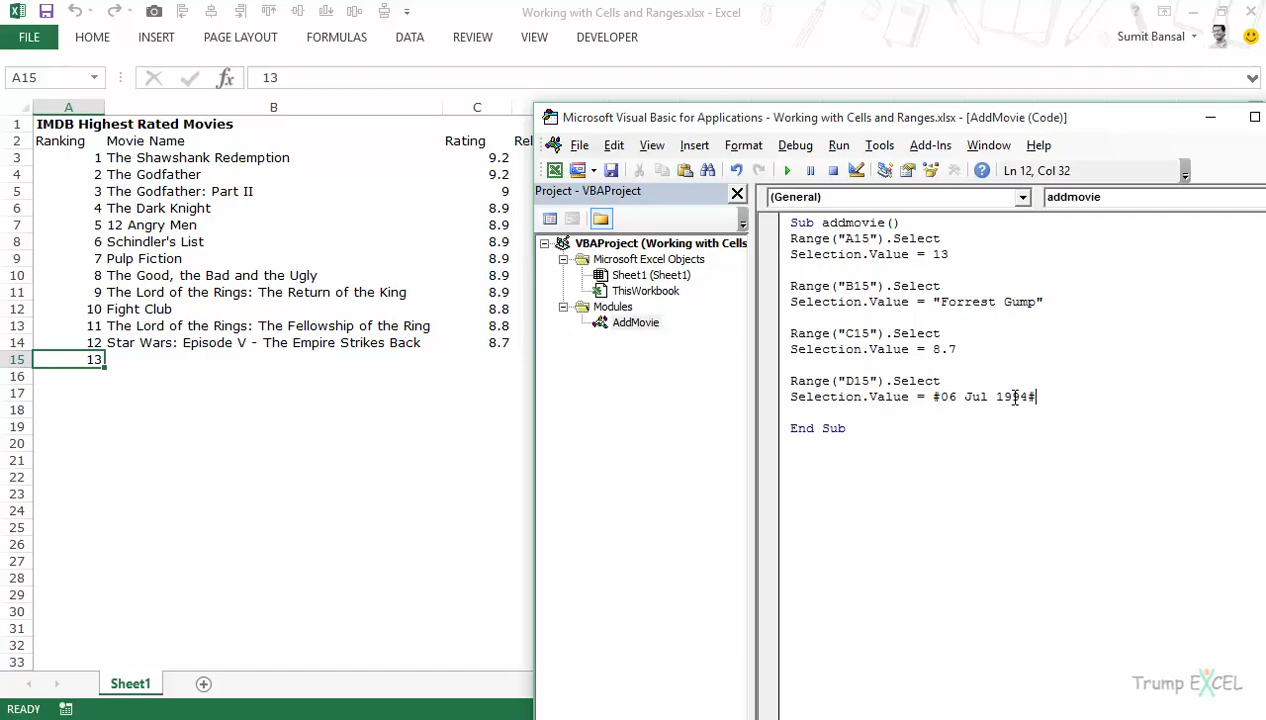 Working with Cells and Ranges.xlsx - Excel
FILE HOME INSERT PAGE LAYOUT FORMULAS DATA REVIEW VIEW DEVELOPER Sumit Bansal
A15 fx 13
A B C
1 IMDB Highest Rated Movies
2 Ranking Movie Name Rating Rel
3 1 The Shawshank Redemption 9.2
4 2 The Godfather 9.2
5 3 The Godfather: Part II 9
6 4 The Dark Knight 8.9
7 5 12 Angry Men 8.9
8 6 Schindler's List 8.9
9 7 Pulp Fiction 8.9
10 8 The Good, the Bad and the Ugly 8.9
11 9 The Lord of the Rings: The Return of the King 8.9
12 10 Fight Club 8.8
13 11 The Lord of the Rings: The Fellowship of the Ring 8.8
14 12 Star Wars: Episode V - The Empire Strikes Back 8.7
15 13
16
17
18
19
20
21
22
23
24
25
26
27
28
29
30
31
32
33
Sheet1
READY
Microsoft Visual Basic for Applications - Working with Cells and Ranges.xlsx - [AddMovie (Code)]
File Edit View Insert Format Debug Run Tools Add-Ins Window Help
Ln 12, Col 32
Project - VBAProject
VBAProject (Working with Cells
Microsoft Excel Objects
Sheet1 (Sheet1)
ThisWorkbook
Modules
AddMovie
(General) addmovie
Sub addmovie()
Range("A15").Select
Selection.Value = 13
Range("B15").Select
Selection.Value = "Forrest Gump"
Range("C15").Select
Selection.Value = 8.7
Range("D15").Select
Selection.Value = #06 Jul 1994#
End Sub
Trump EXCEL